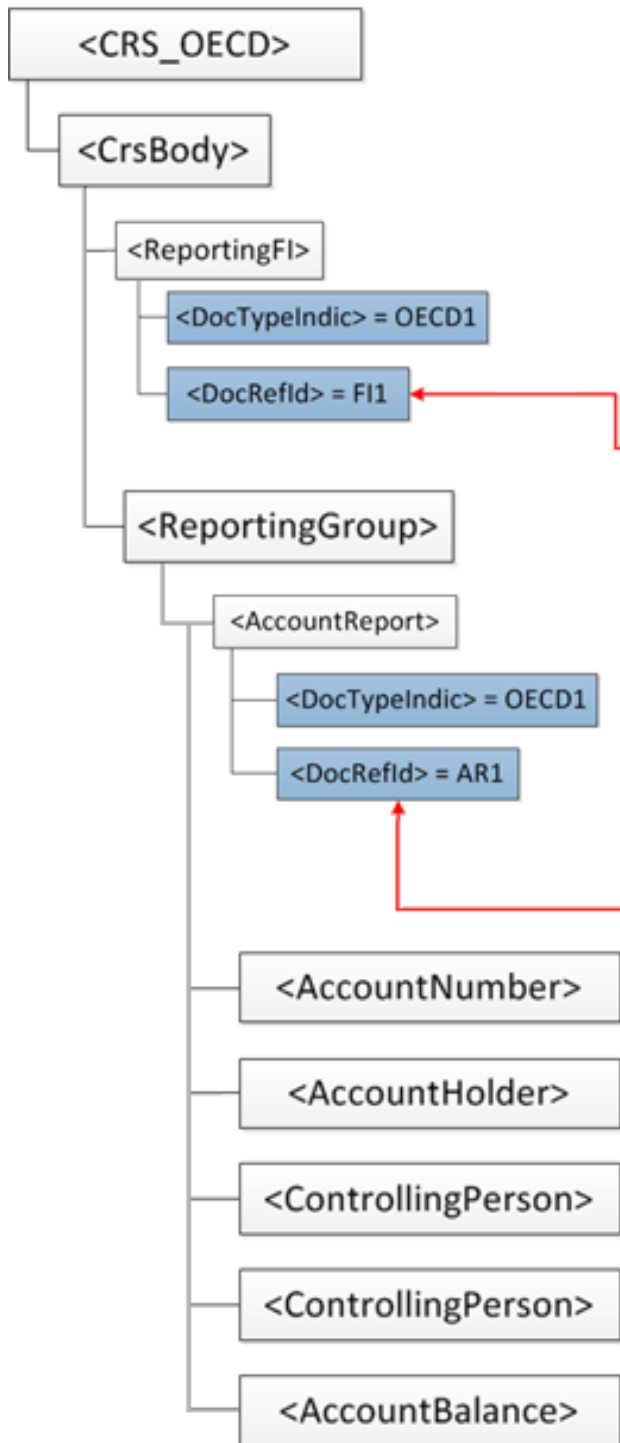 <CRS_OECD>
<CrsBody>
<ReportingFI>
<DocTypeIndic> = OECD1
<DocRefId> = FI1
<ReportingGroup>
<AccountReport>
<DocTypeIndic> = OECD1
<DocRefId> = AR1
<AccountNumber>
<AccountHolder>
<ControllingPerson>
<ControllingPerson>
<AccountBalance>